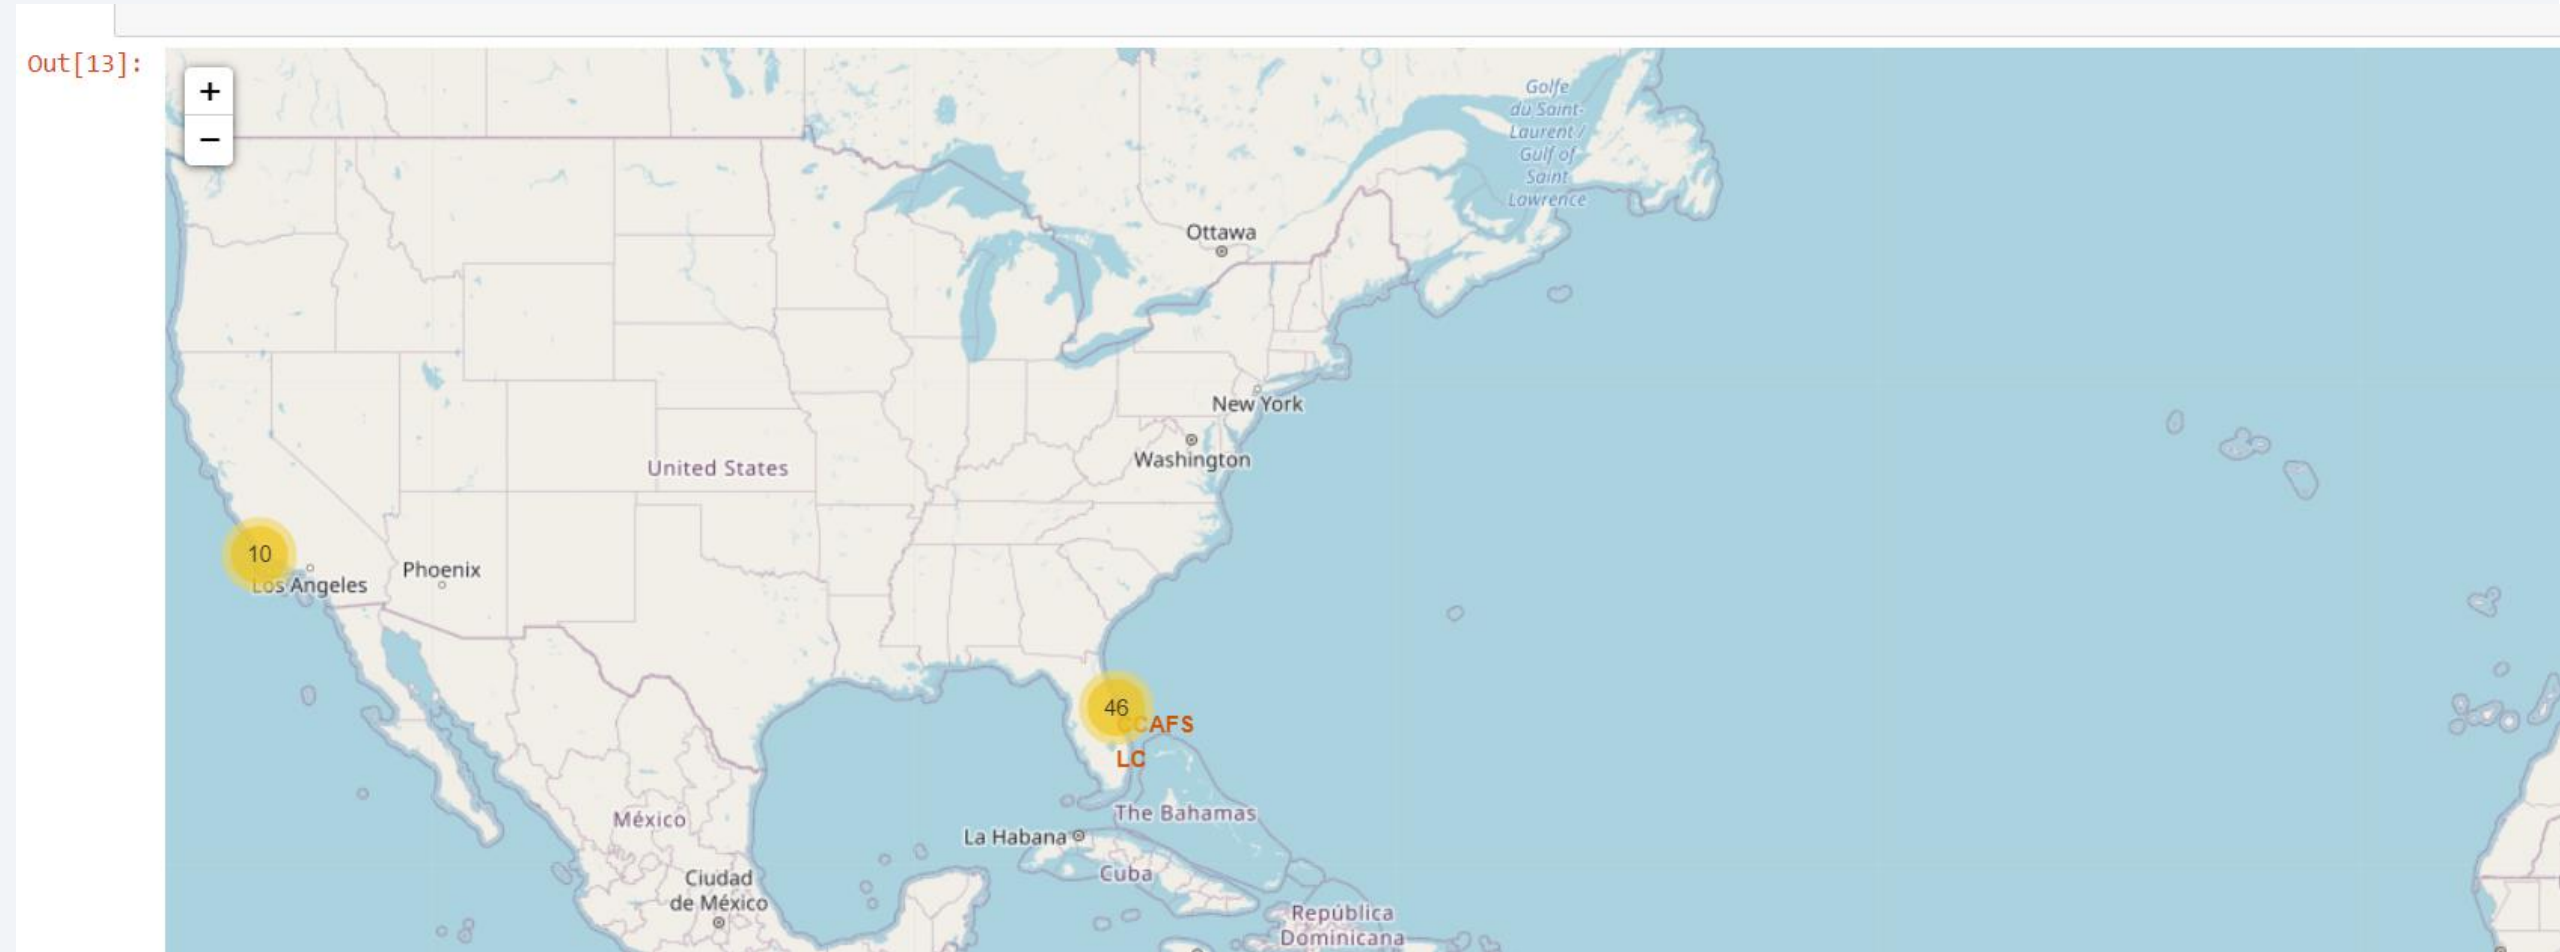 Out[13]:
+
−
Golfe
du Saint-
Laurent /
Gulf of
Saint
Lawrence
Ottawa
New York
Washington
United States
10
Los Angeles
Phoenix
46
CCAFS
LC
The Bahamas
México
La Habana
Cuba
Ciudad
de México
República
Dominicana